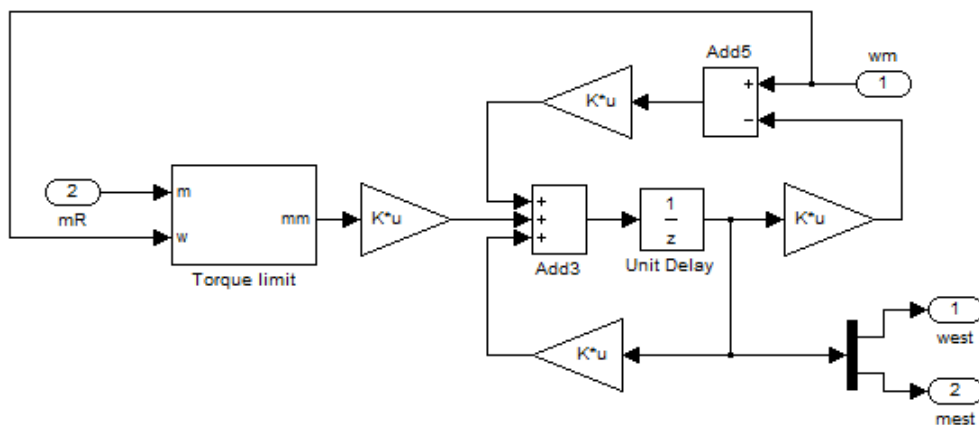 Add5
wm
1
+
−
K*u
2
mR
m
w
mm
Torque limit
K*u
+
+
+
Add3
1
z
Unit Delay
K*u
K*u
1
west
2
mest